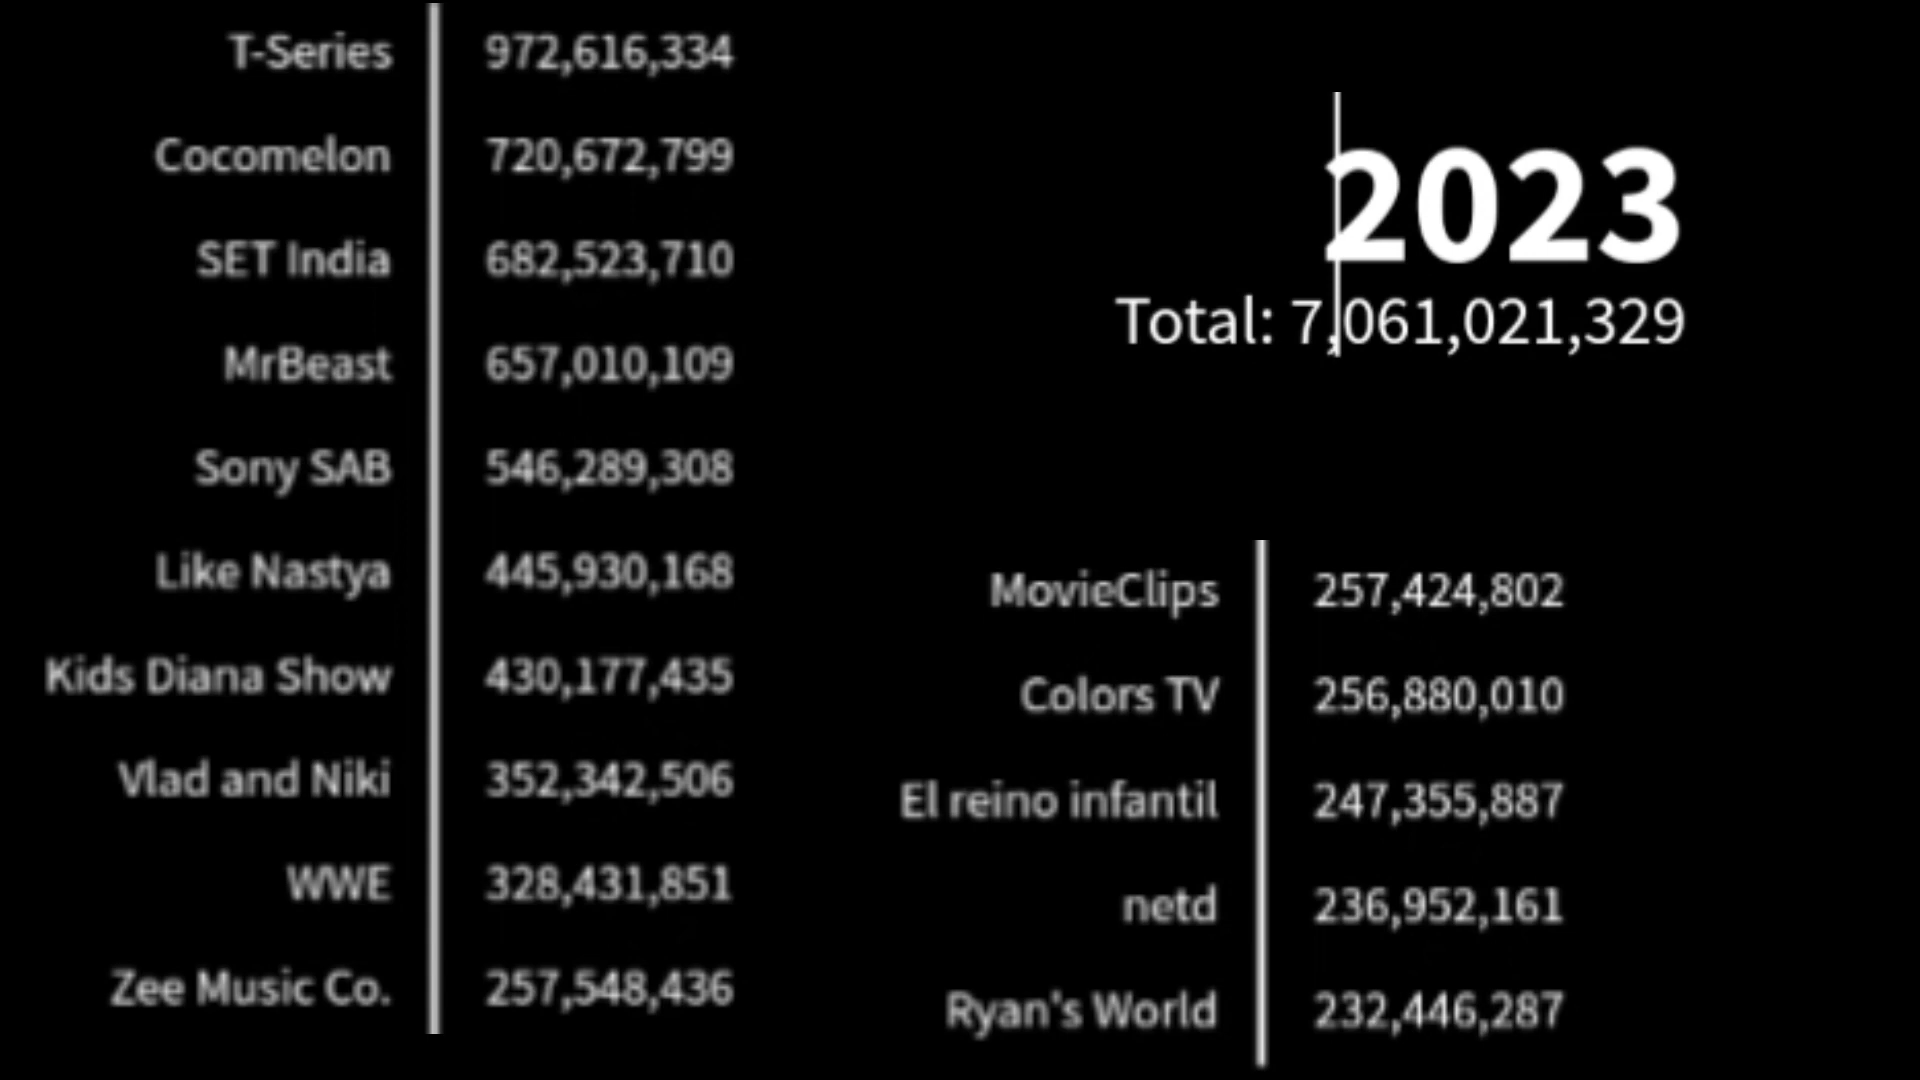 T-Series 972,616,334
Cocomelon 720,672,799
SET India 682,523,710
MrBeast 657,010,109
Sony SAB 546,289,308
Like Nastya 445,930,168
Kids Diana Show 430,177,435
Vlad and Niki 352,342,506
WWE 328,431,851
Zee Music Co. 257,548,436
2023
Total: 7,061,021,329
MovieClips 257,424,802
Colors TV 256,880,010
El reino infantil 247,355,887
netd 236,952,161
Ryan's World 232,446,287